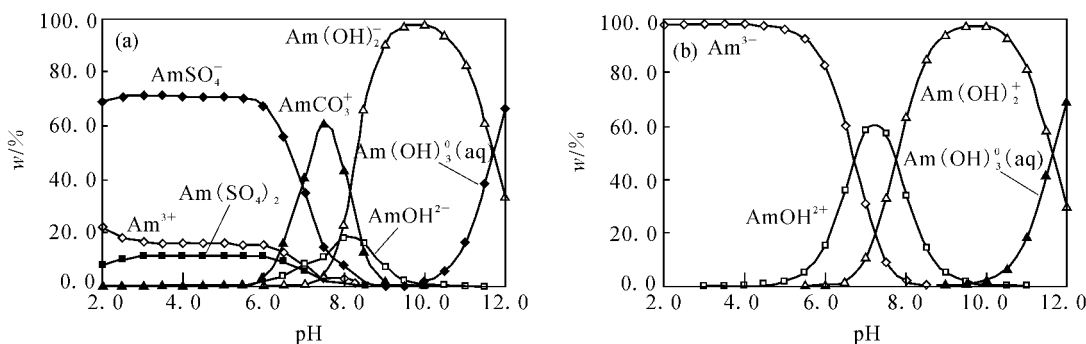 (a)
w/%
100.0
80.0
60.0
40.0
20.0
0.0
AmSO₄⁻
Am(OH)₂⁻
AmCO₃⁺
Am(OH)₃⁰(aq)
Am(SO₄)₂
Am³⁺
AmOH²⁻
2.0 4.0 6.0 8.0 10.0 12.0
pH
(b)
w/%
100.0
80.0
60.0
40.0
20.0
0.0
Am³⁻
Am(OH)₂⁺
Am(OH)₃⁰(aq)
AmOH²⁺
2.0 4.0 6.0 8.0 10.0 12.0
pH